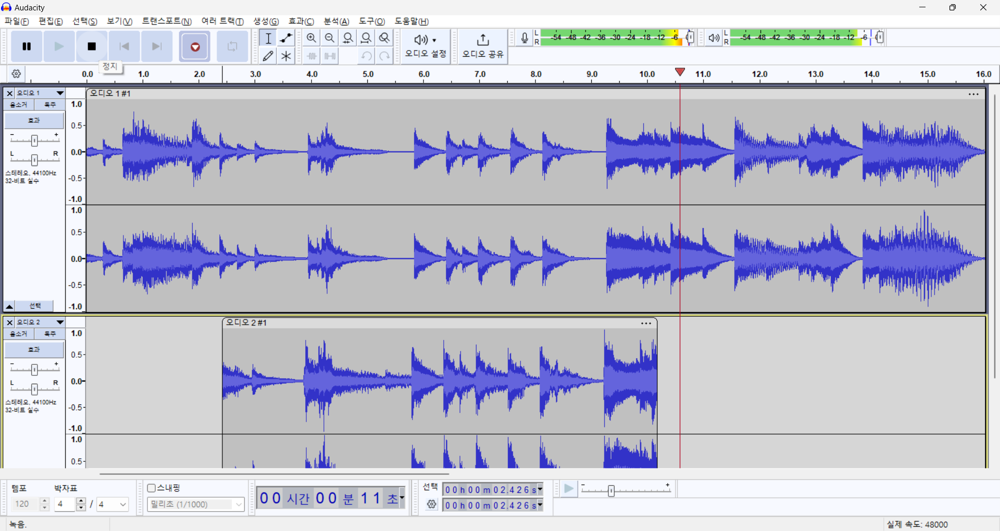 Audacity
파일(F) 편집(E) 선택(S) 보기(V) 트랜스포트(N) 여러 트랙(T) 생성(G) 효과(C) 분석(A) 도구(O) 도움말(H)
오디오 설정
오디오 공유
L -54 -48 -42 -36 -30 -24 -18 -12 -6 0
R
L -54 -48 -42 -36 -30 -24 -18 -12 -6 0
R
정지
0.0 1.0 2.0 3.0 4.0 5.0 6.0 7.0 8.0 9.0 10.0 11.0 12.0 13.0 14.0 15.0 16.0
오디오 1
오디오 1 #1
음소거 독주
효과
- +
L R
스테레오, 44100Hz
32-비트 실수
선택
1.0
0.5
0.0
-0.5
-1.0
1.0
0.5
0.0
-0.5
-1.0
오디오 2
오디오 2 #1
음소거 독주
효과
- +
L R
스테레오, 44100Hz
32-비트 실수
1.0
0.5
0.0
-0.5
-1.0
1.0
0.5
템포 박자표
120 4 / 4
스내핑
밀리초 (1/1000)
00 시간 00 분 11 초
선택
00 h 00 m 02.426 s
00 h 00 m 02.426 s
- +
녹음.
실제 속도: 48000